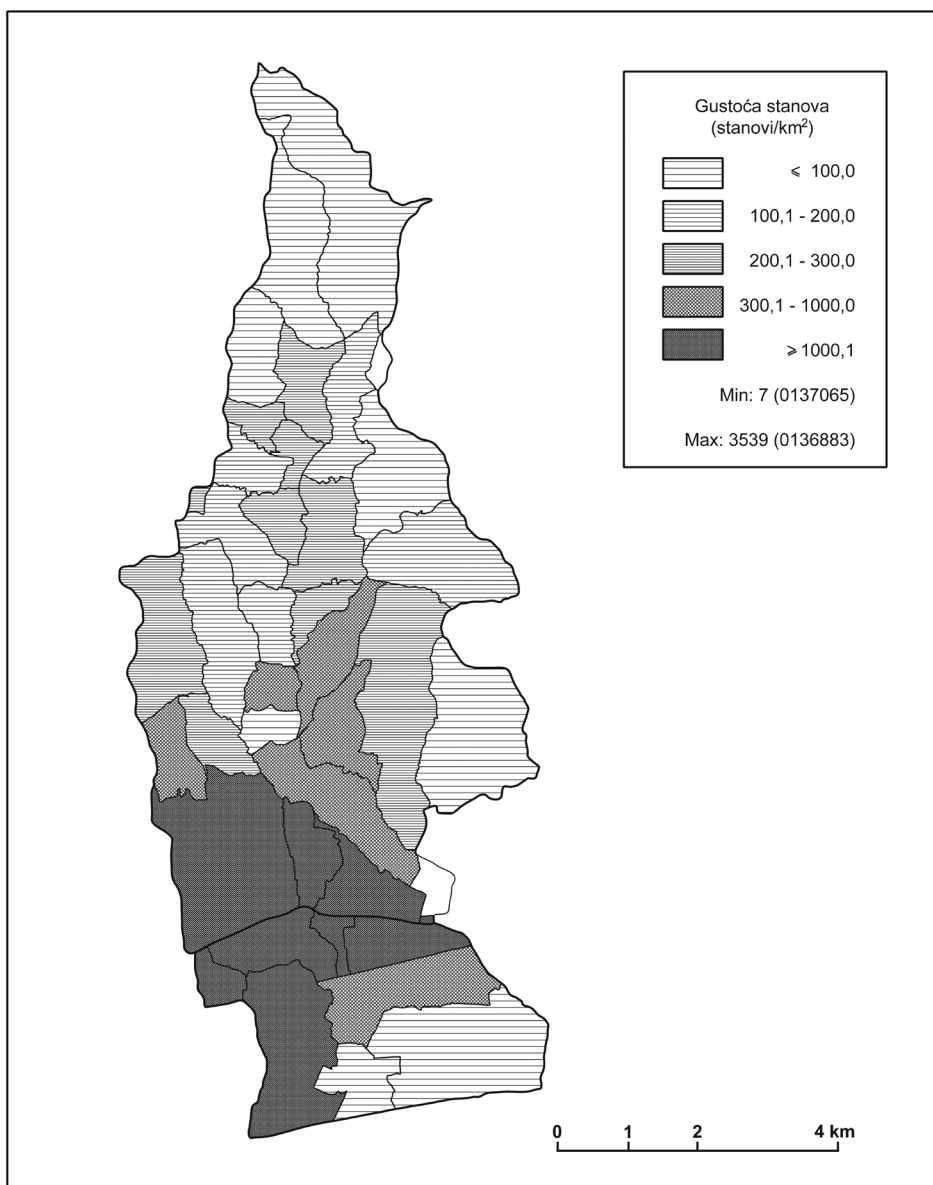 Gustoća stanova
(stanovi/km²)
⩽ 100,0
100,1 - 200,0
200,1 - 300,0
300,1 - 1000,0
⩾ 1000,1
Min: 7 (0137065)
Max: 3539 (0136883)
0 1 2 4 km